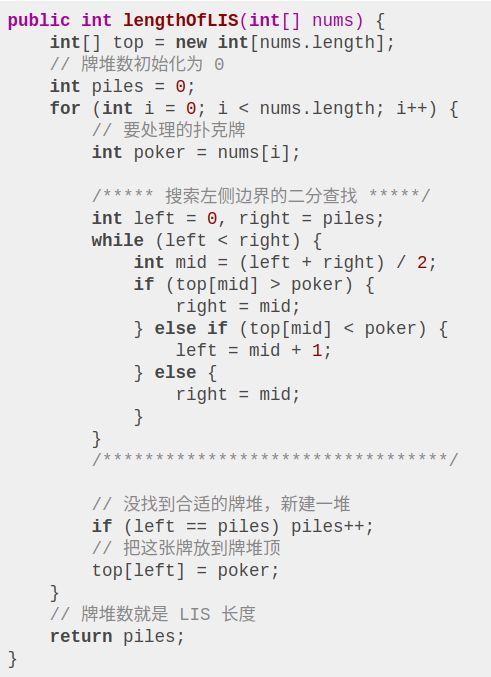 public int lengthOfLIS(int[] nums) {
    int[] top = new int[nums.length];
    // 牌堆数初始化为 0
    int piles = 0;
    for (int i = 0; i < nums.length; i++) {
        // 要处理的扑克牌
        int poker = nums[i];

        /***** 搜索左侧边界的二分查找 *****/
        int left = 0, right = piles;
        while (left < right) {
            int mid = (left + right) / 2;
            if (top[mid] > poker) {
                right = mid;
            } else if (top[mid] < poker) {
                left = mid + 1;
            } else {
                right = mid;
            }
        }
        /*********************************/

        // 没找到合适的牌堆，新建一堆
        if (left == piles) piles++;
        // 把这张牌放到牌堆顶
        top[left] = poker;
    }
    // 牌堆数就是 LIS 长度
    return piles;
}